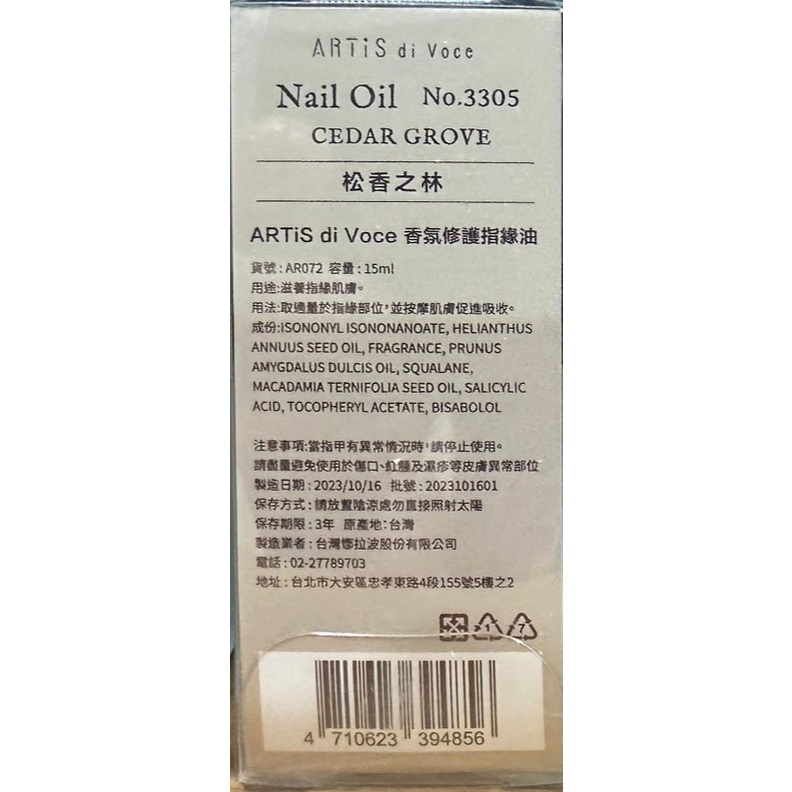 ARTiS di Voce
Nail Oil No.3305
CEDAR GROVE
松香之林
ARTiS di Voce 香氛修護指緣油
貨號:AR072 容量:15ml
用途:滋養指緣肌膚。
用法:取適量於指緣部位,並按摩肌膚促進吸收。
成份:ISONONYL ISONONANOATE, HELIANTHUS
ANNUUS SEED OIL, FRAGRANCE, PRUNUS
AMYGDALUS DULCIS OIL, SQUALANE,
MACADAMIA TERNIFOLIA SEED OIL, SALICYLIC
ACID, TOCOPHERYL ACETATE, BISABOLOL
注意事項:當指甲有異常情況時,請停止使用。
請盡量避免使用於傷口、紅腫及濕疹等皮膚異常部位
製造日期:2023/10/16 批號:2023101601
保存方式:請放置陰涼處勿直接照射太陽
保存期限:3年 原產地:台灣
製造業者:台灣娜拉波股份有限公司
電話:02-27789703
地址:台北市大安區忠孝東路4段155號5樓之2
1 7
4 710623 394856